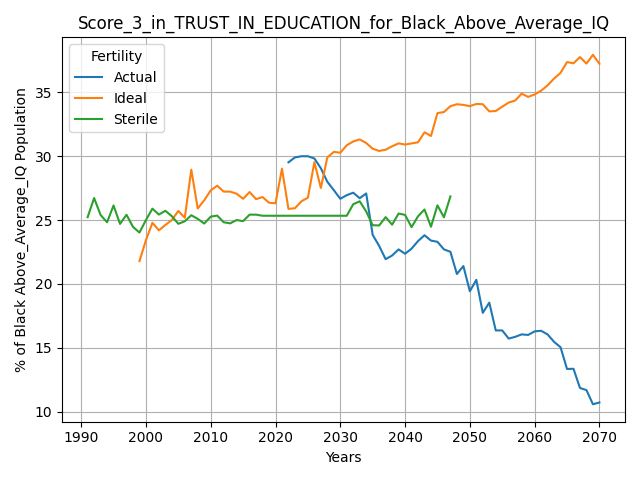 Score_3_in_TRUST_IN_EDUCATION_for_Black_Above_Average_IQ
Fertility
Actual
Ideal
Sterile
% of Black Above_Average_IQ Population
35
30
25
20
15
10
1990 2000 2010 2020 2030 2040 2050 2060 2070
Years